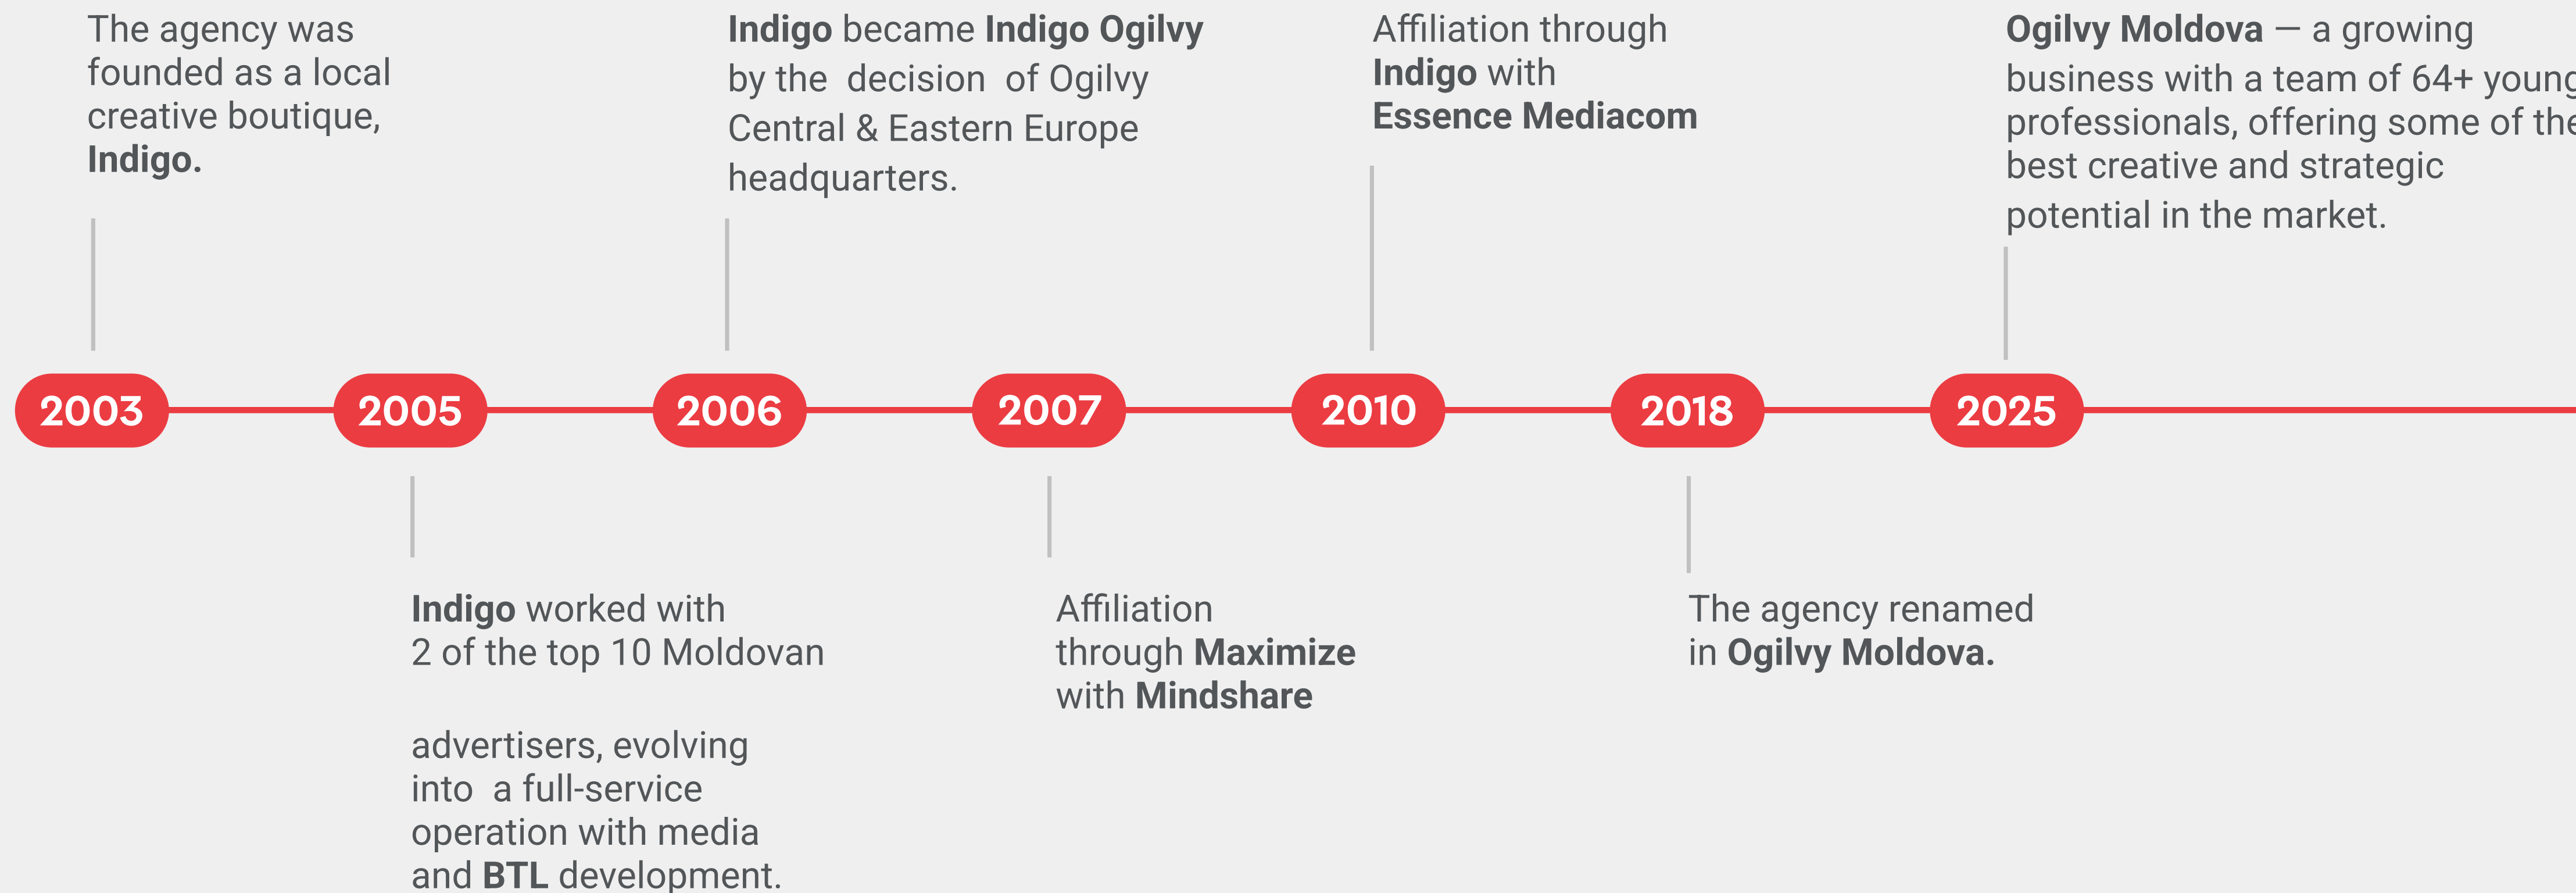 The agency was
founded as a local
creative boutique,
Indigo.
Indigo became Indigo Ogilvy
by the decision of Ogilvy
Central & Eastern Europe
headquarters.
Affiliation through
Indigo with
Essence Mediacom
Ogilvy Moldova — a growing
business with a team of 64+ young
professionals, offering some of the
best creative and strategic
potential in the market.
2003
2005
2006
2007
2010
2018
2025
Indigo worked with
2 of the top 10 Moldovan
advertisers, evolving
into a full-service
operation with media
and BTL development.
Affiliation
through Maximize
with Mindshare
The agency renamed
in Ogilvy Moldova.